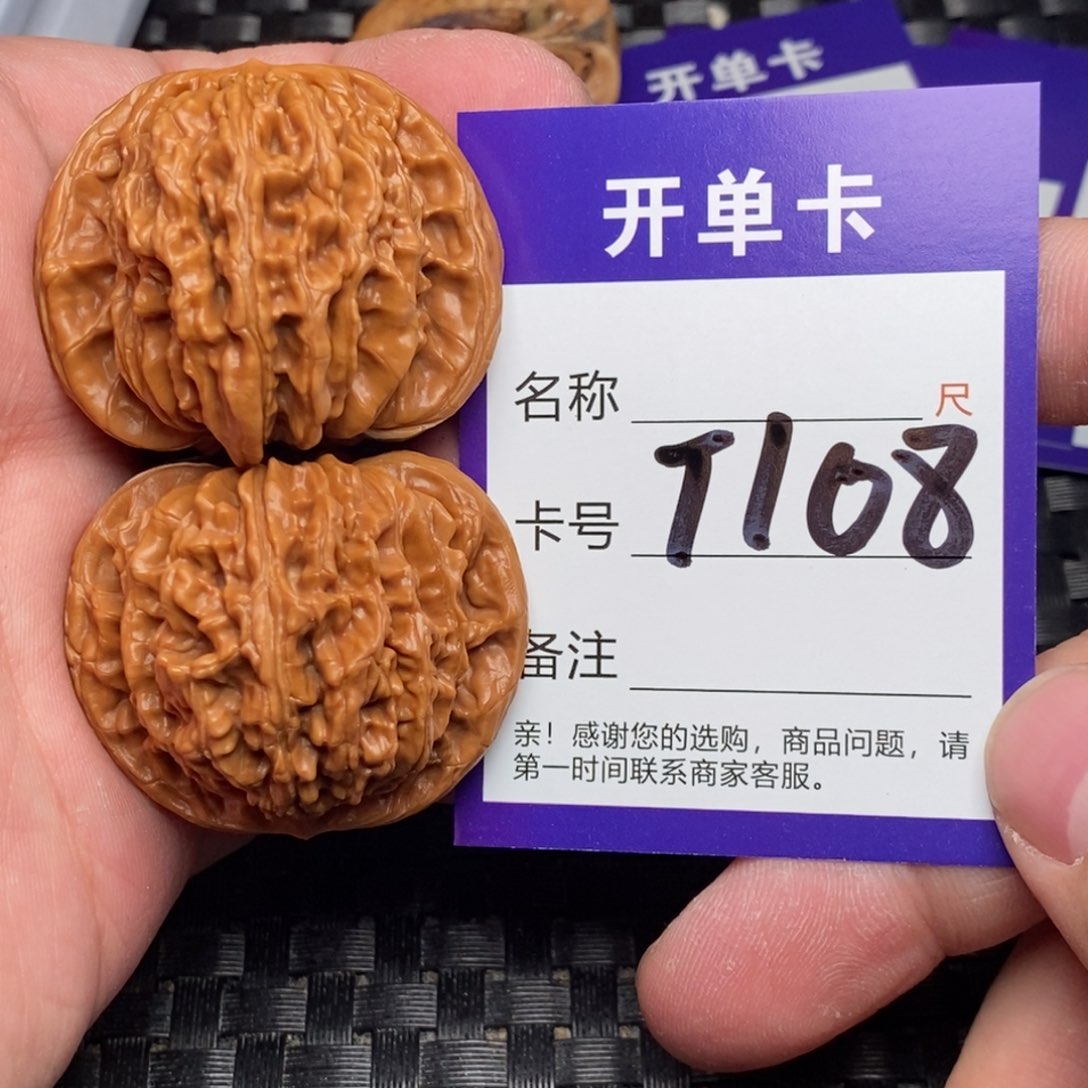 开单卡
开单卡
名称 尺
卡号 T108
备注
亲！感谢您的选购，商品问题，请
第一时间联系商家客服。